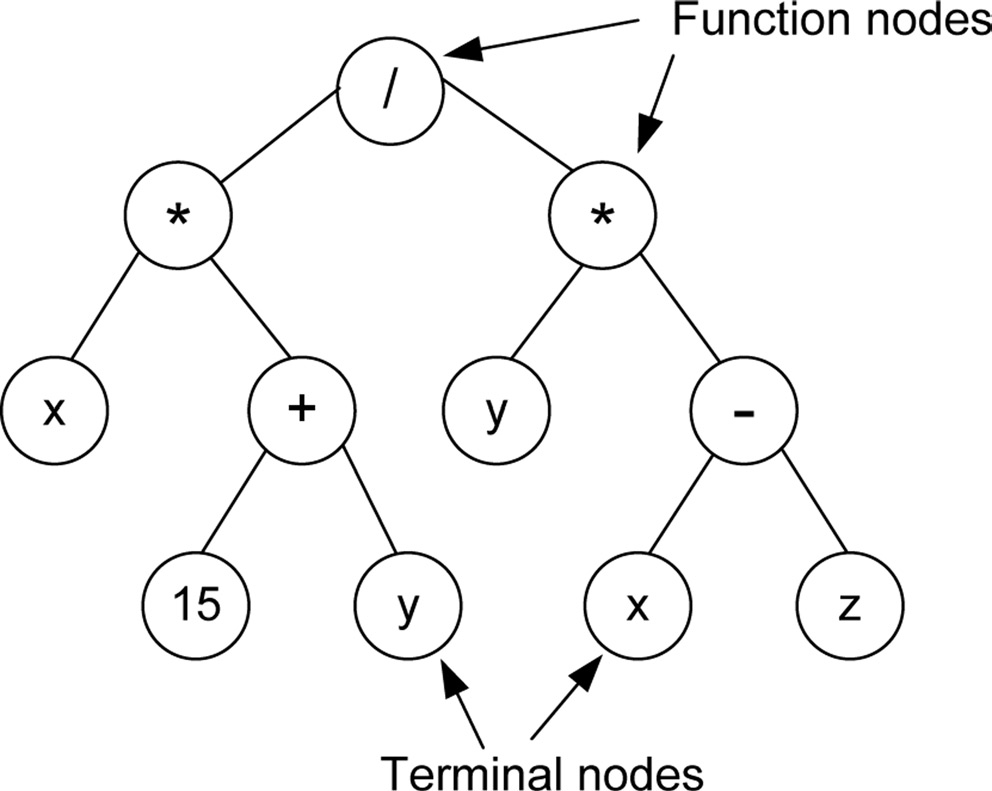 Function nodes
/
* *
x + y -
15 y x z
Terminal nodes